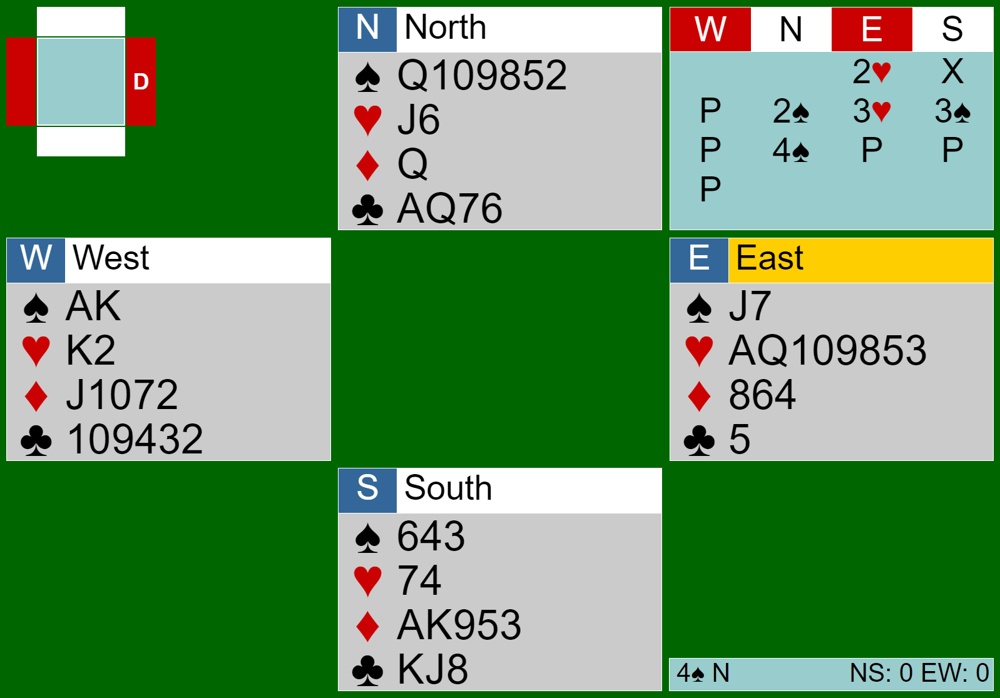 N North
♠ Q109852
♥ J6
♦ Q
♣ AQ76
W N E S
2♥ X
P 2♠ 3♥ 3♠
P 4♠ P P
P
D
W West
♠ AK
♥ K2
♦ J1072
♣ 109432
E East
♠ J7
♥ AQ109853
♦ 864
♣ 5
S South
♠ 643
♥ 74
♦ AK953
♣ KJ8
4♠ N NS: 0 EW: 0